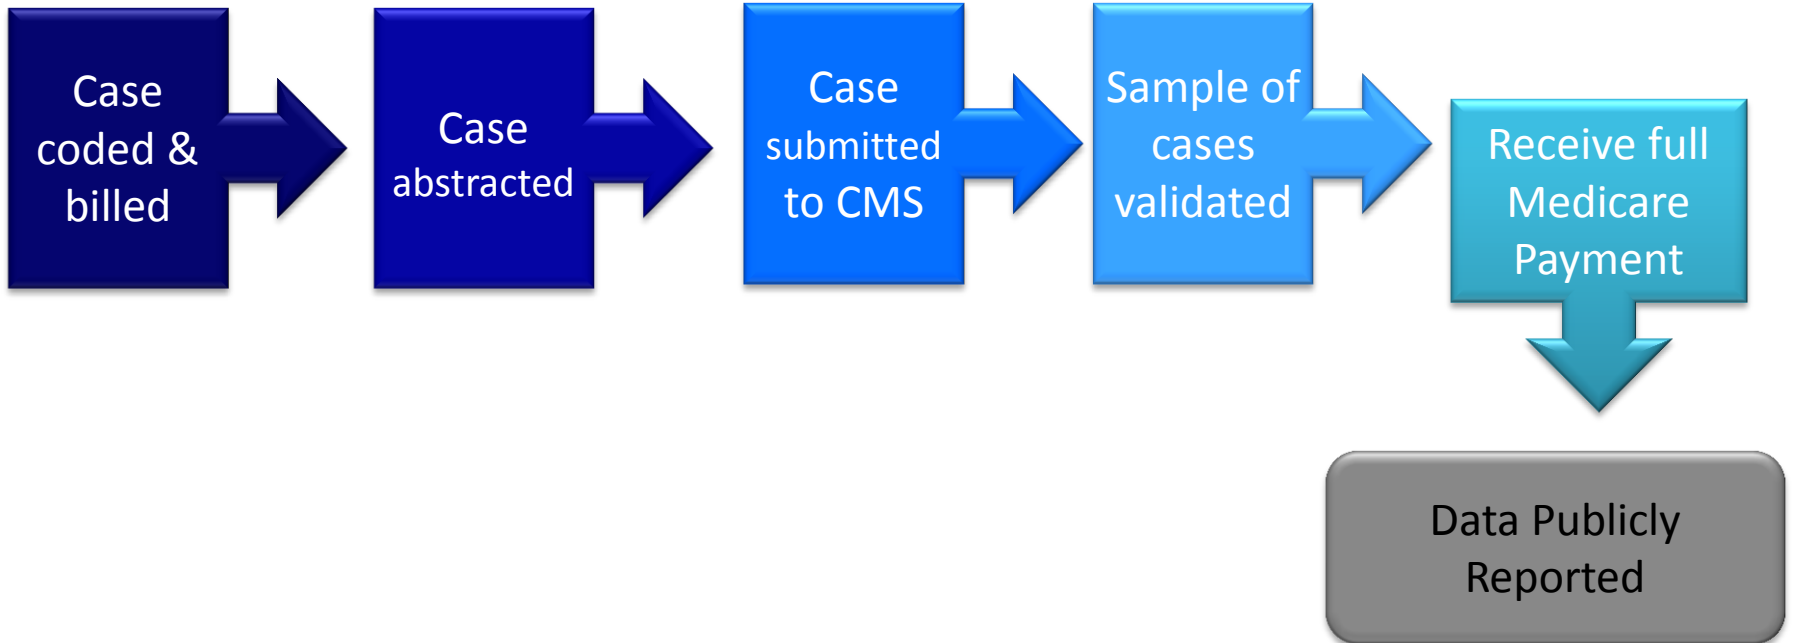 Case
coded &
billed
Case
abstracted
Case
submitted
to CMS
Sample of
cases
validated
Receive full
Medicare
Payment
Data Publicly
Reported